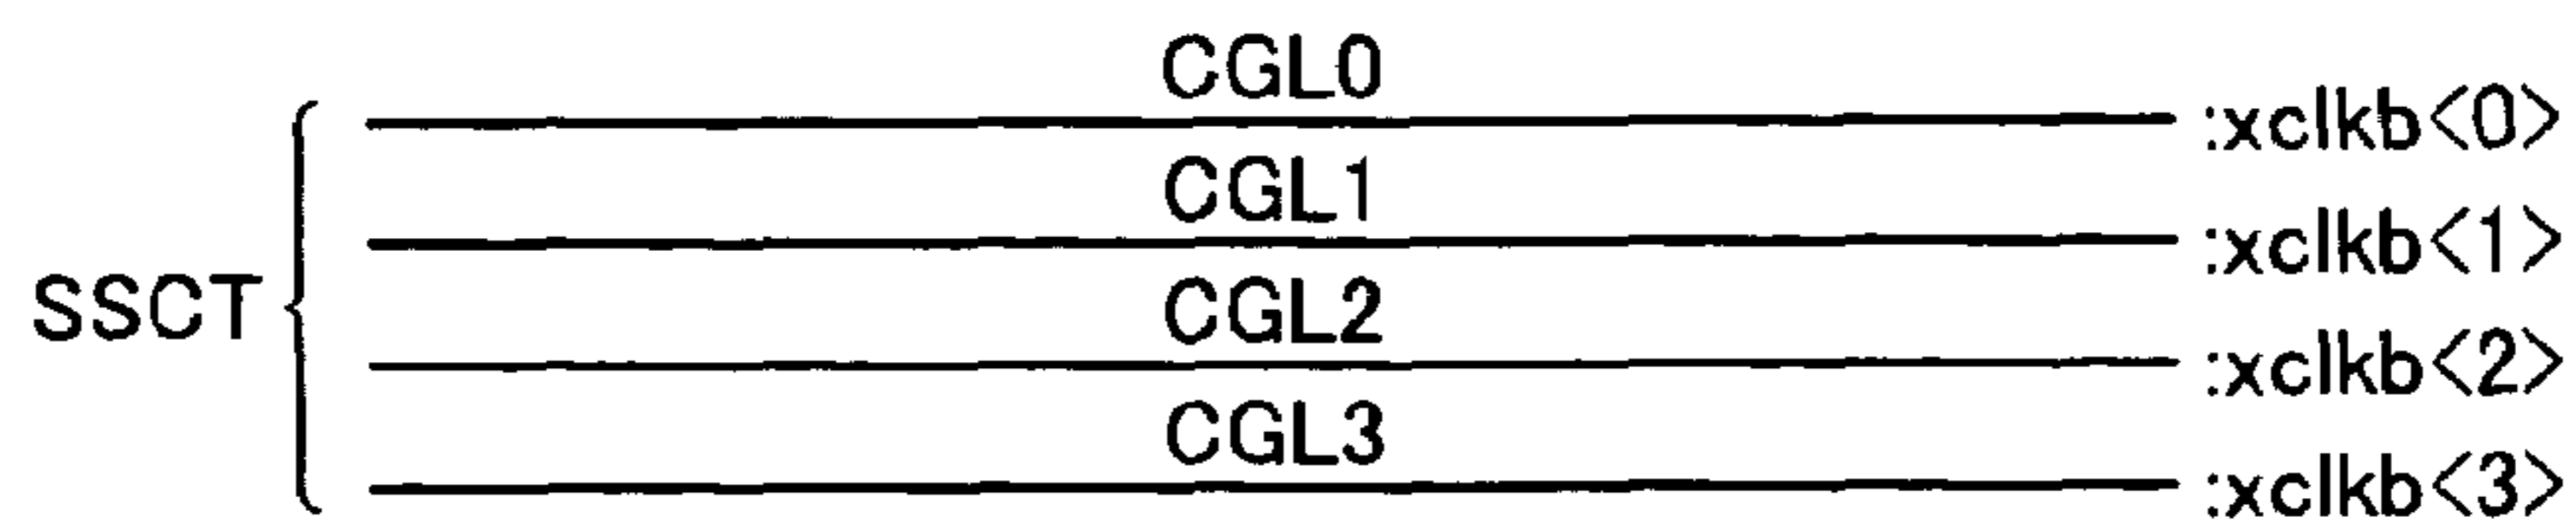 CGL0
:xclkb<0>
CGL1
:xclkb<1>
SSCT
CGL2
:xclkb<2>
CGL3
:xclkb<3>